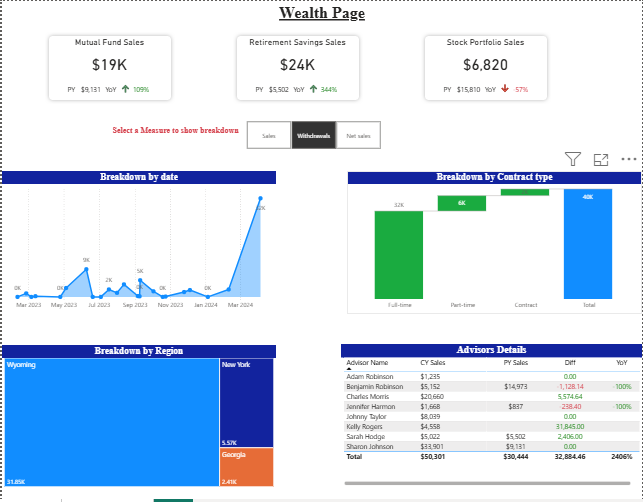 Wealth Page
Mutual Fund Sales
$19K
PY $9,131 YoY 109%
Retirement Savings Sales
$24K
PY $5,502 YoY 344%
Stock Portfolio Sales
$6,820
PY $15,810 YoY 57%
Select a Measure to show breakdown
Sales Withdrawals Net sales
Breakdown by date
0K 0K 9K 2K 5K 0K 0K
Mar 2023 May 2023 Jul 2023 Sep 2023 Nov 2023 Jan 2024 Mar 2024
Breakdown by Contract type
32K 6K 40K
Full-time Part-time Contract Total
Breakdown by Region
Wyoming
31.85K
New York
5.57K
Georgia
2.41K
Advisors Details
Advisor Name CY Sales PY Sales Diff YoY
Adam Robinson $1,235 0.00
Benjamin Robinson $5,152 $14,973 -1,128.14 -100%
Charles Morris $20,660 5,574.64
Jennifer Harmon $1,668 $837 -238.40 -100%
Johnny Taylor $8,039 0.00
Kelly Rogers $4,558 31,845.00
Sarah Hodge $5,022 $5,502 2,406.00
Sharon Johnson $33,901 $9,131 0.00
Total $50,301 $30,444 32,884.46 2406%